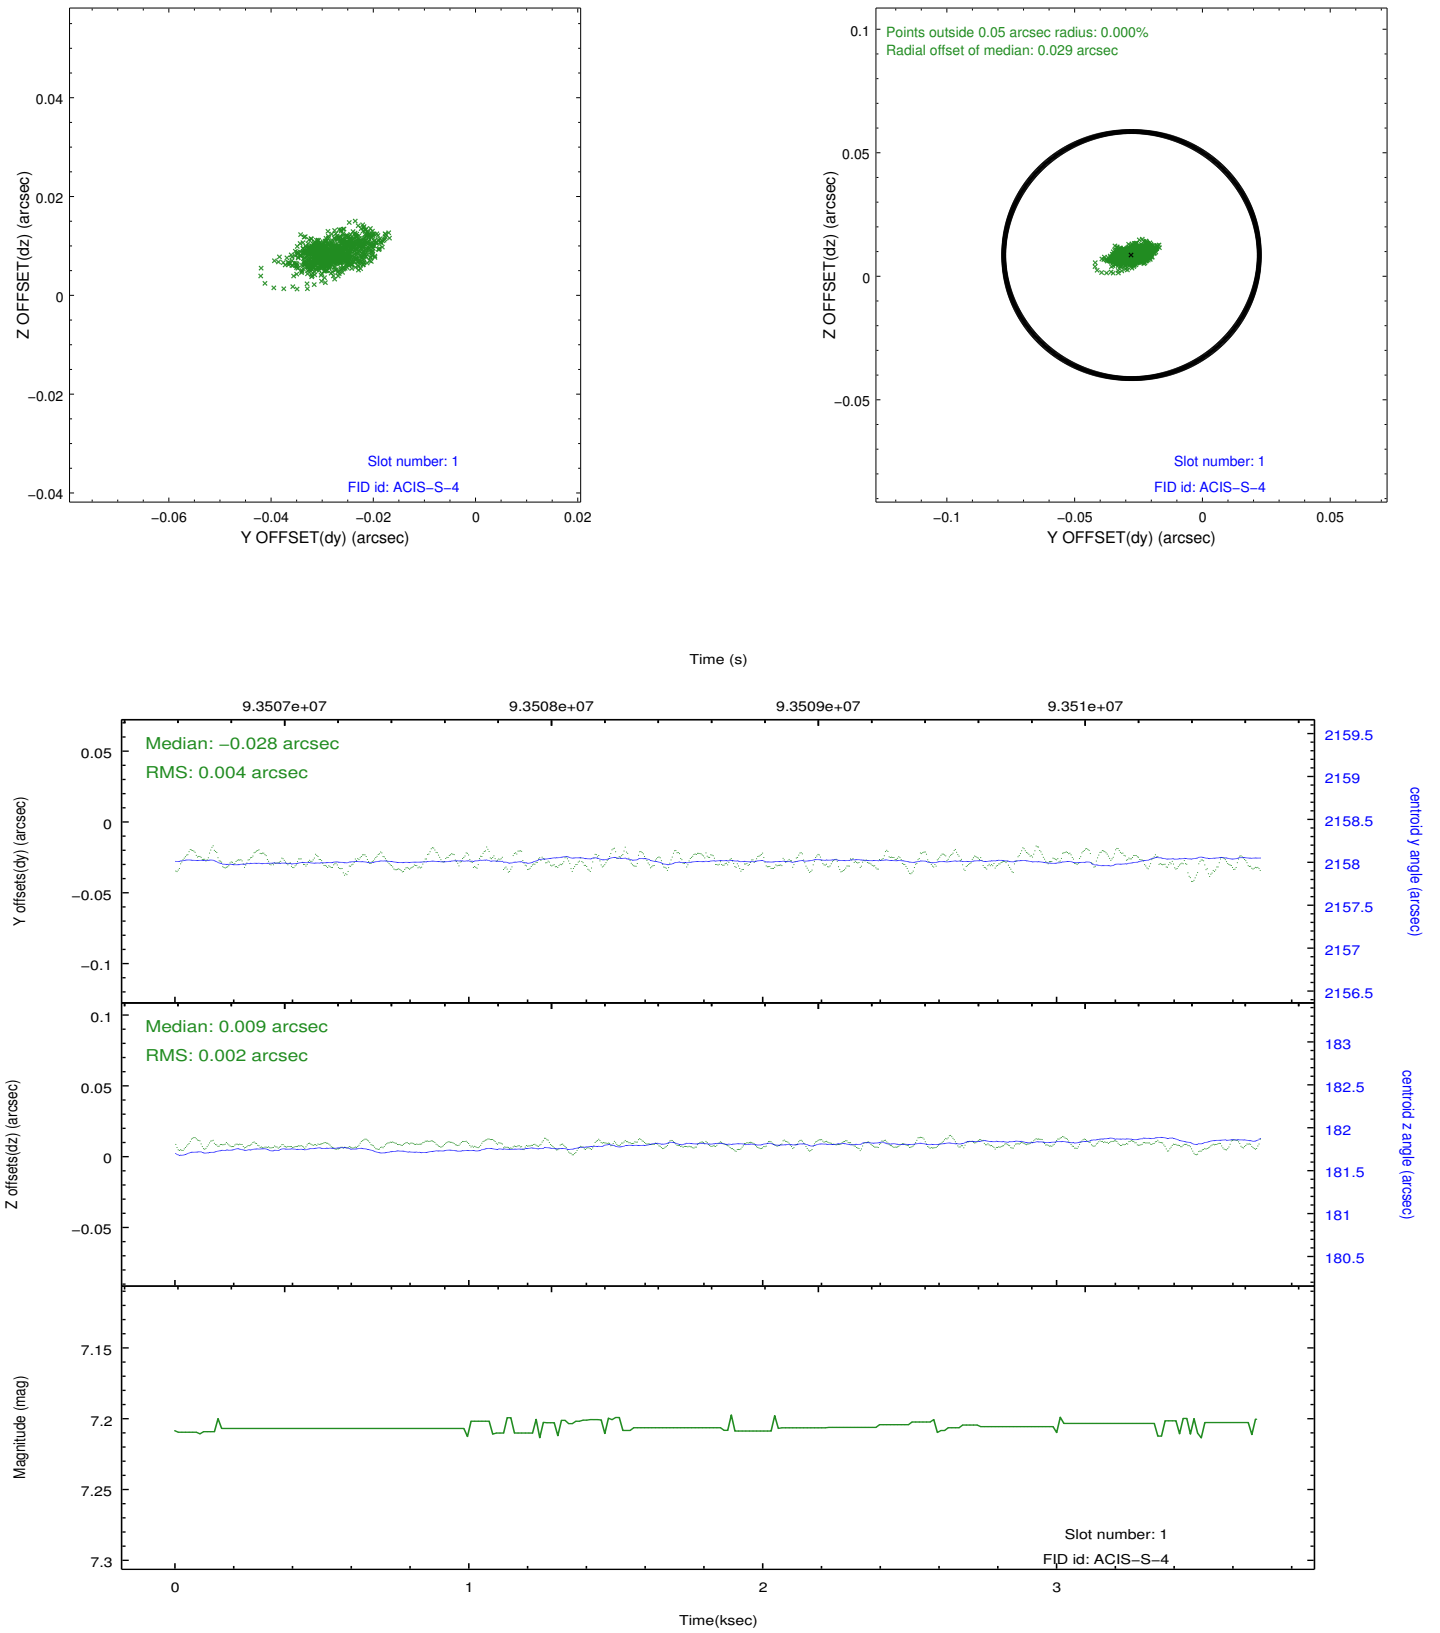 0.04
0.02
0
−0.02
−0.04
Z OFFSET(dz) (arcsec)
Slot number: 1
FID id: ACIS−S−4
−0.06
−0.04
−0.02
0
0.02
Y OFFSET(dy) (arcsec)
Points outside 0.05 arcsec radius: 0.000%
Radial offset of median: 0.029 arcsec
0.1
0.05
0
−0.05
Z OFFSET(dz) (arcsec)
Slot number: 1
FID id: ACIS−S−4
−0.1
−0.05
0
0.05
Y OFFSET(dy) (arcsec)
Time (s)
9.3507e+07
9.3508e+07
9.3509e+07
9.351e+07
Median: −0.028 arcsec
RMS: 0.004 arcsec
0.05
0
−0.05
−0.1
Y offsets(dy) (arcsec)
2159.5
2159
2158.5
2158
2157.5
2157
2156.5
centroid y angle (arcsec)
Median: 0.009 arcsec
RMS: 0.002 arcsec
0.1
0.05
0
−0.05
Z offsets(dz) (arcsec)
183
182.5
182
181.5
181
180.5
centroid z angle (arcsec)
7.15
7.2
7.25
7.3
Magnitude (mag)
Slot number: 1
FID id: ACIS−S−4
0
1
2
3
Time(ksec)